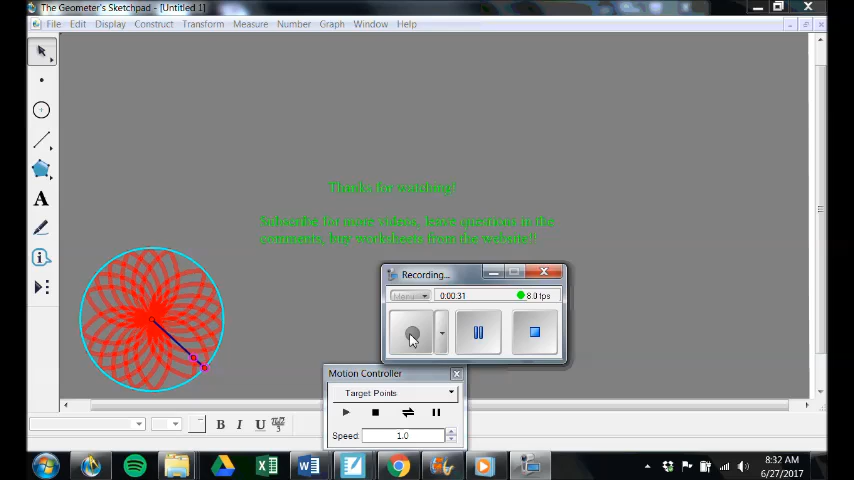 The Geometer's Sketchpad - [Untitled 1]
File Edit Display Construct Transform Measure Number Graph Window Help
A
Thanks for watching!
Subscribe for more videos, leave questions in the
comments, buy worksheets from the website!!
Recording...
Menu 0:00:31 8.0 fps
Motion Controller
Target Points
Speed: 1.0
B I U
8:32 AM
6/27/2017